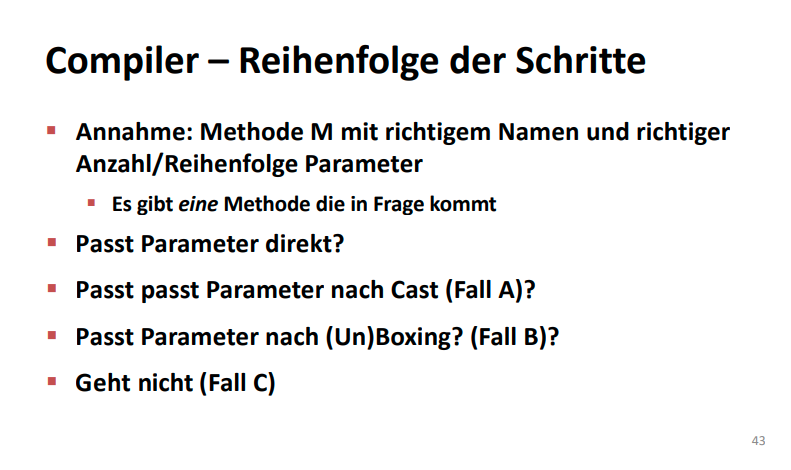 Compiler – Reihenfolge der Schritte
▪ Annahme: Methode M mit richtigem Namen und richtiger
Anzahl/Reihenfolge Parameter
▪ Es gibt eine Methode die in Frage kommt
▪ Passt Parameter direkt?
▪ Passt passt Parameter nach Cast (Fall A)?
▪ Passt Parameter nach (Un)Boxing? (Fall B)?
▪ Geht nicht (Fall C)
43